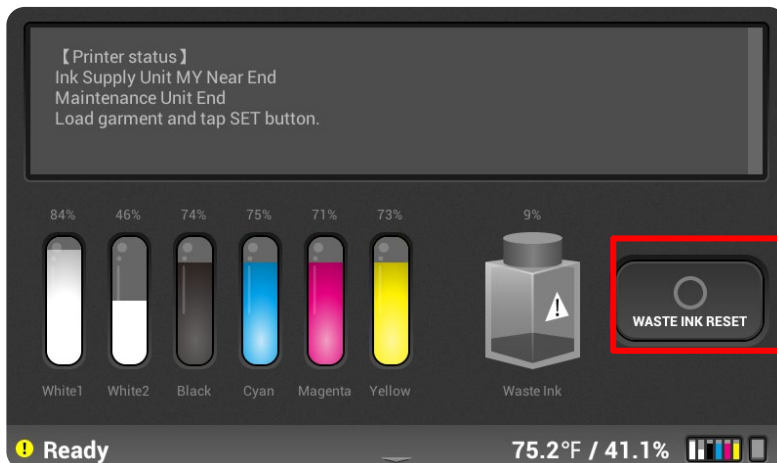 【Printer status】
Ink Supply Unit MY Near End
Maintenance Unit End
Load garment and tap SET button.
84% 46% 74% 75% 71% 73% 9%
WASTE INK RESET
White1 White2 Black Cyan Magenta Yellow Waste Ink
Ready 75.2°F / 41.1%